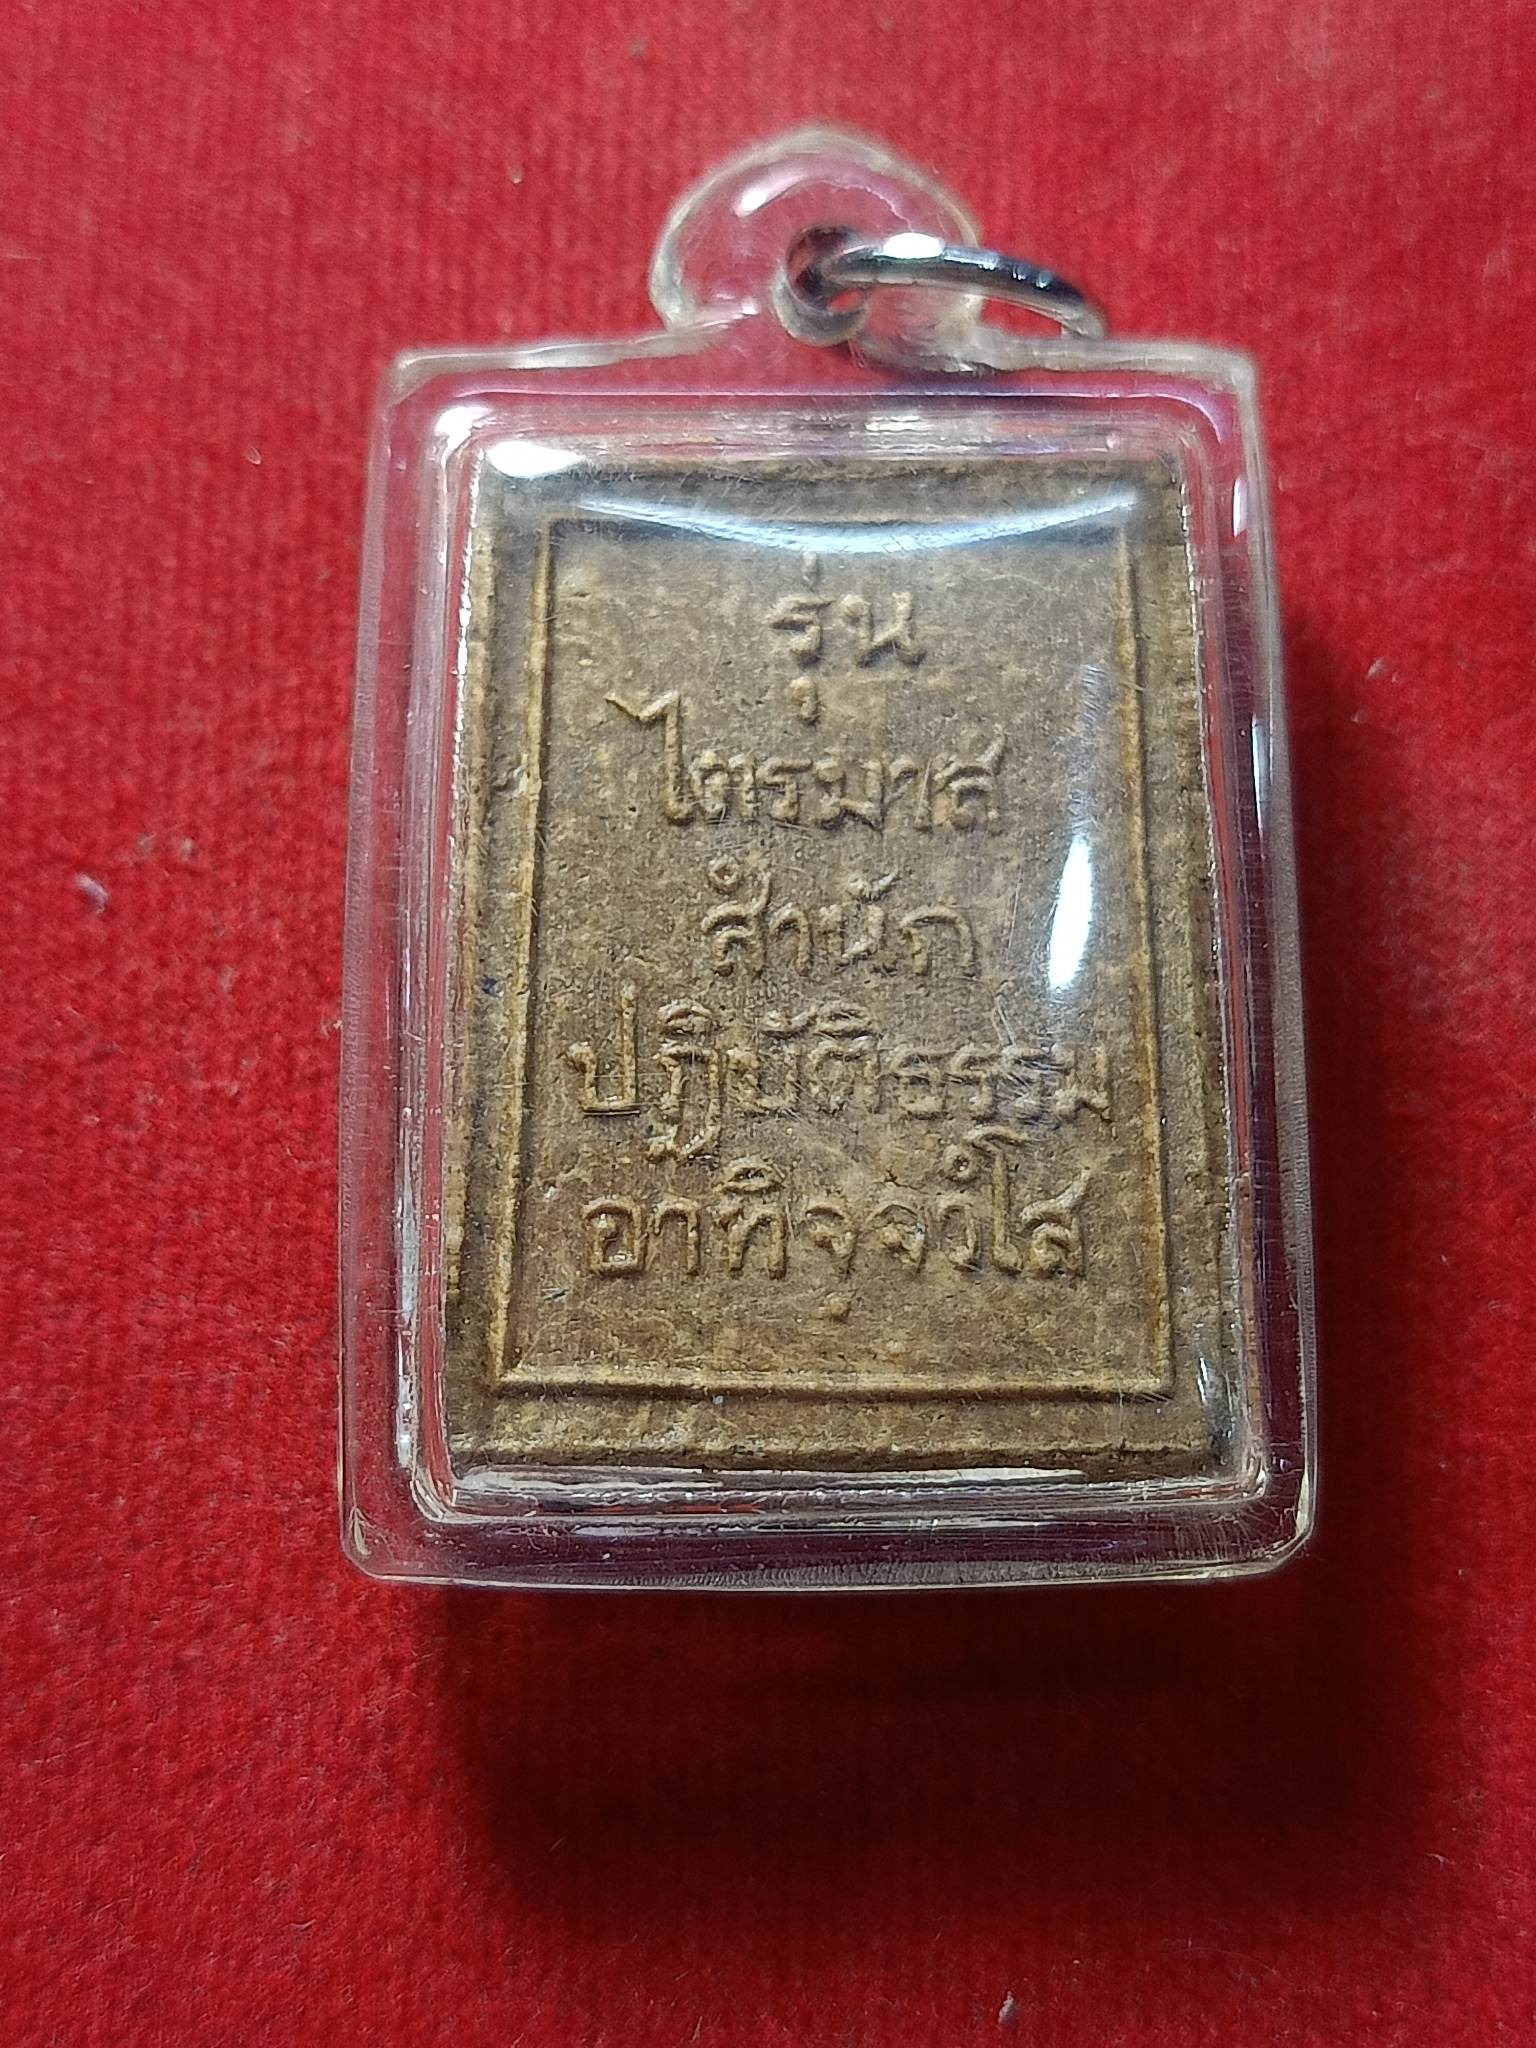 รุ่น
ไตรมาส
สำนัก
ปฏิบัติธรรม
อาทิจฺจวํโส